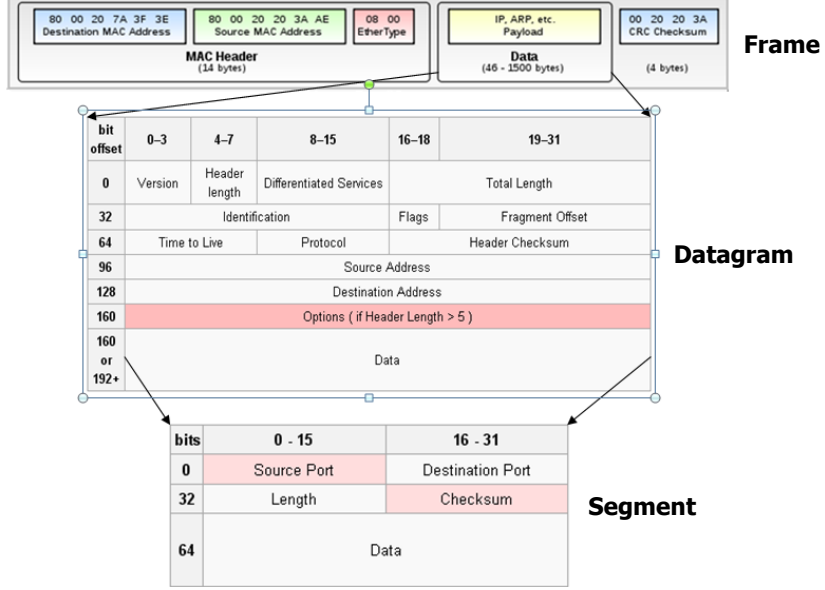 80 00 20 7A 3F 3E
Destination MAC Address
80 00 20 20 3A AE
Source MAC Address
08 00
EtherType
IP, ARP, etc.
Payload
00 20 20 3A
CRC Checksum
MAC Header
(14 bytes)
Data
(46 - 1500 bytes)
(4 bytes)
Frame
bit offset 0–3 4–7 8–15 16–18 19–31
0 Version Header length Differentiated Services Total Length
32 Identification Flags Fragment Offset
64 Time to Live Protocol Header Checksum
96 Source Address
128 Destination Address
160 Options ( if Header Length > 5 )
160 or 192+ Data
Datagram
bits 0 - 15 16 - 31
0 Source Port Destination Port
32 Length Checksum
64 Data
Segment